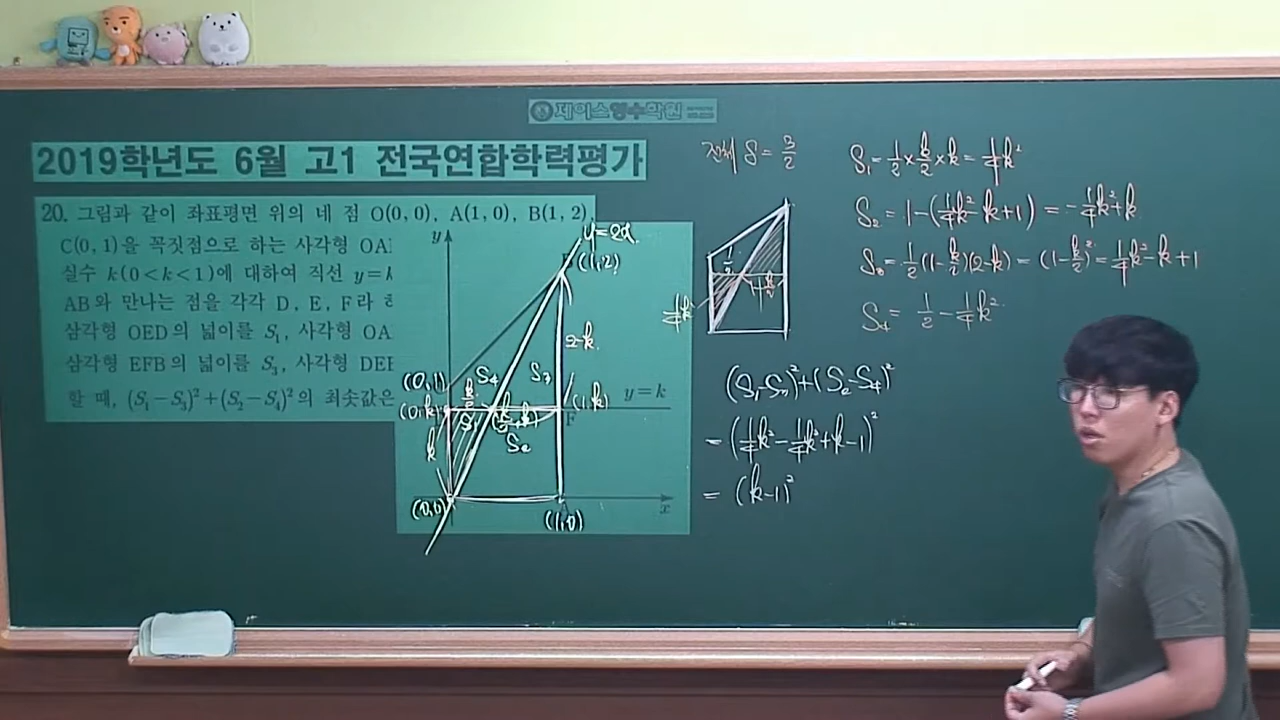 제이스영수학원
2019학년도 6월 고1 전국연합학력평가
20. 그림과 같이 좌표평면 위의 네 점 O(0, 0), A(1, 0), B(1, 2),
C(0, 1)을 꼭짓점으로 하는 사각형 OA
실수 k(0<k<1)에 대하여 직선 y=k
AB와 만나는 점을 각각 D, E, F라 하
삼각형 OED의 넓이를 S₁, 사각형 OA
삼각형 EFB의 넓이를 S₃, 사각형 DE
할 때, (S₁-S₃)²+(S₂-S₄)²의 최솟값은
y
y=2x
(1,2)
2-k
(0,1)
S₄
S₃
(0,k)
k/2
(k/2, k)
(1,k)
y=k
F
S₁
S₂
k
(0,0)
(1,0)
x
전체 S = 3/2
1/2
1-k/2
1/4k²
S₁ = 1/2 × k/2 × k = 1/4k²
S₂ = 1-(1/4k²-k+1) = -1/4k²+k
S₃ = 1/2(1-k/2)(2-k) = (1-k/2)² = 1/4k²-k+1
S₄ = 1/2 - 1/4k²
(S₁-S₃)²+(S₂-S₄)²
= (1/4k²-1/4k²+k-1)²
= (k-1)²